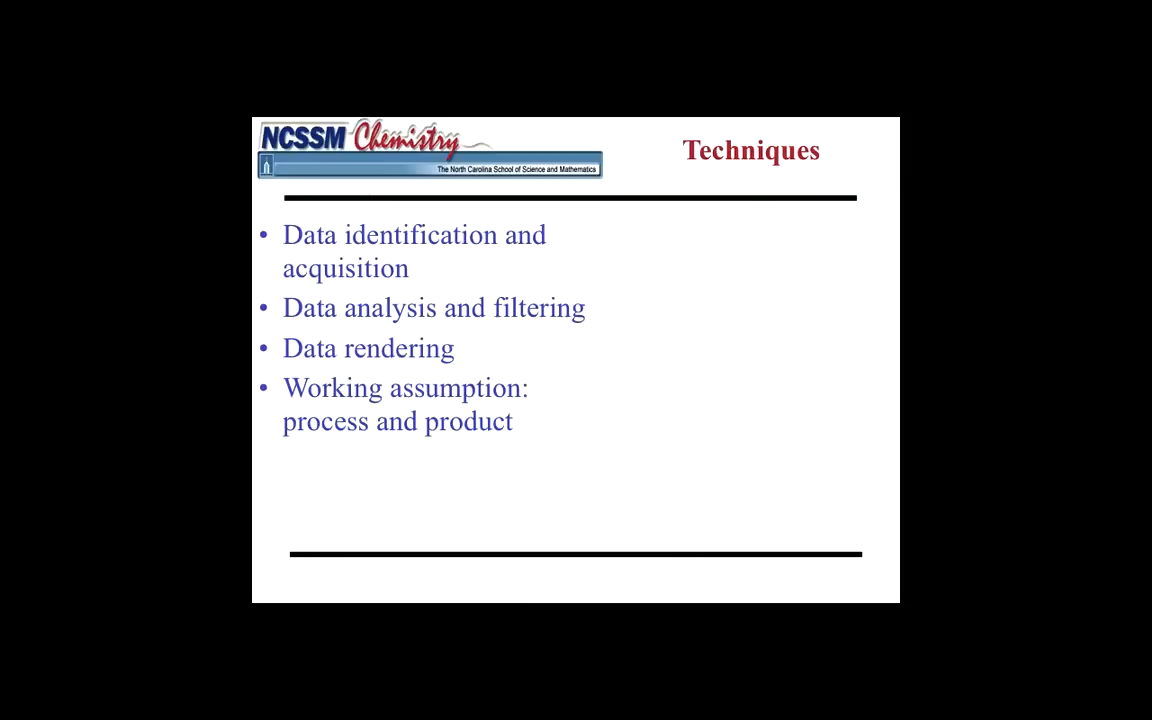 NCSSM Chemistry
The North Carolina School of Science and Mathematics
Techniques
• Data identification and
acquisition
• Data analysis and filtering
• Data rendering
• Working assumption:
process and product